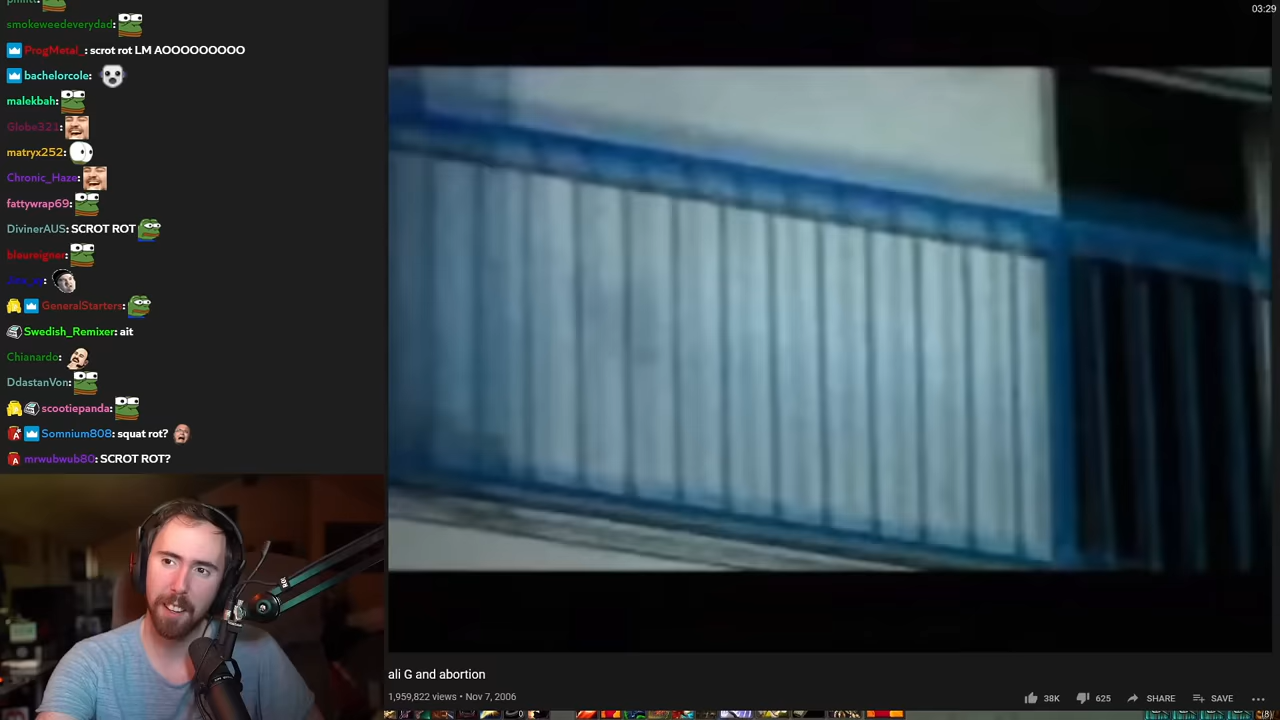 smokeweedeverydad:
ProgMetal_: scrot rot LM AOOOOOOOOO
bachelorcole:
malekbah:
Globe323:
matryx252:
Chronic_Haze:
fattywrap69:
DivinerAUS: SCROT ROT
GeneralStarters:
Swedish_Remixer: ait
Chianardo:
DdastanVon:
scootiepanda:
Somnium808: squat rot?
mrwubwub80: SCROT ROT?
03:29
ali G and abortion
1,959,822 views • Nov 7, 2006
38K 625 SHARE SAVE